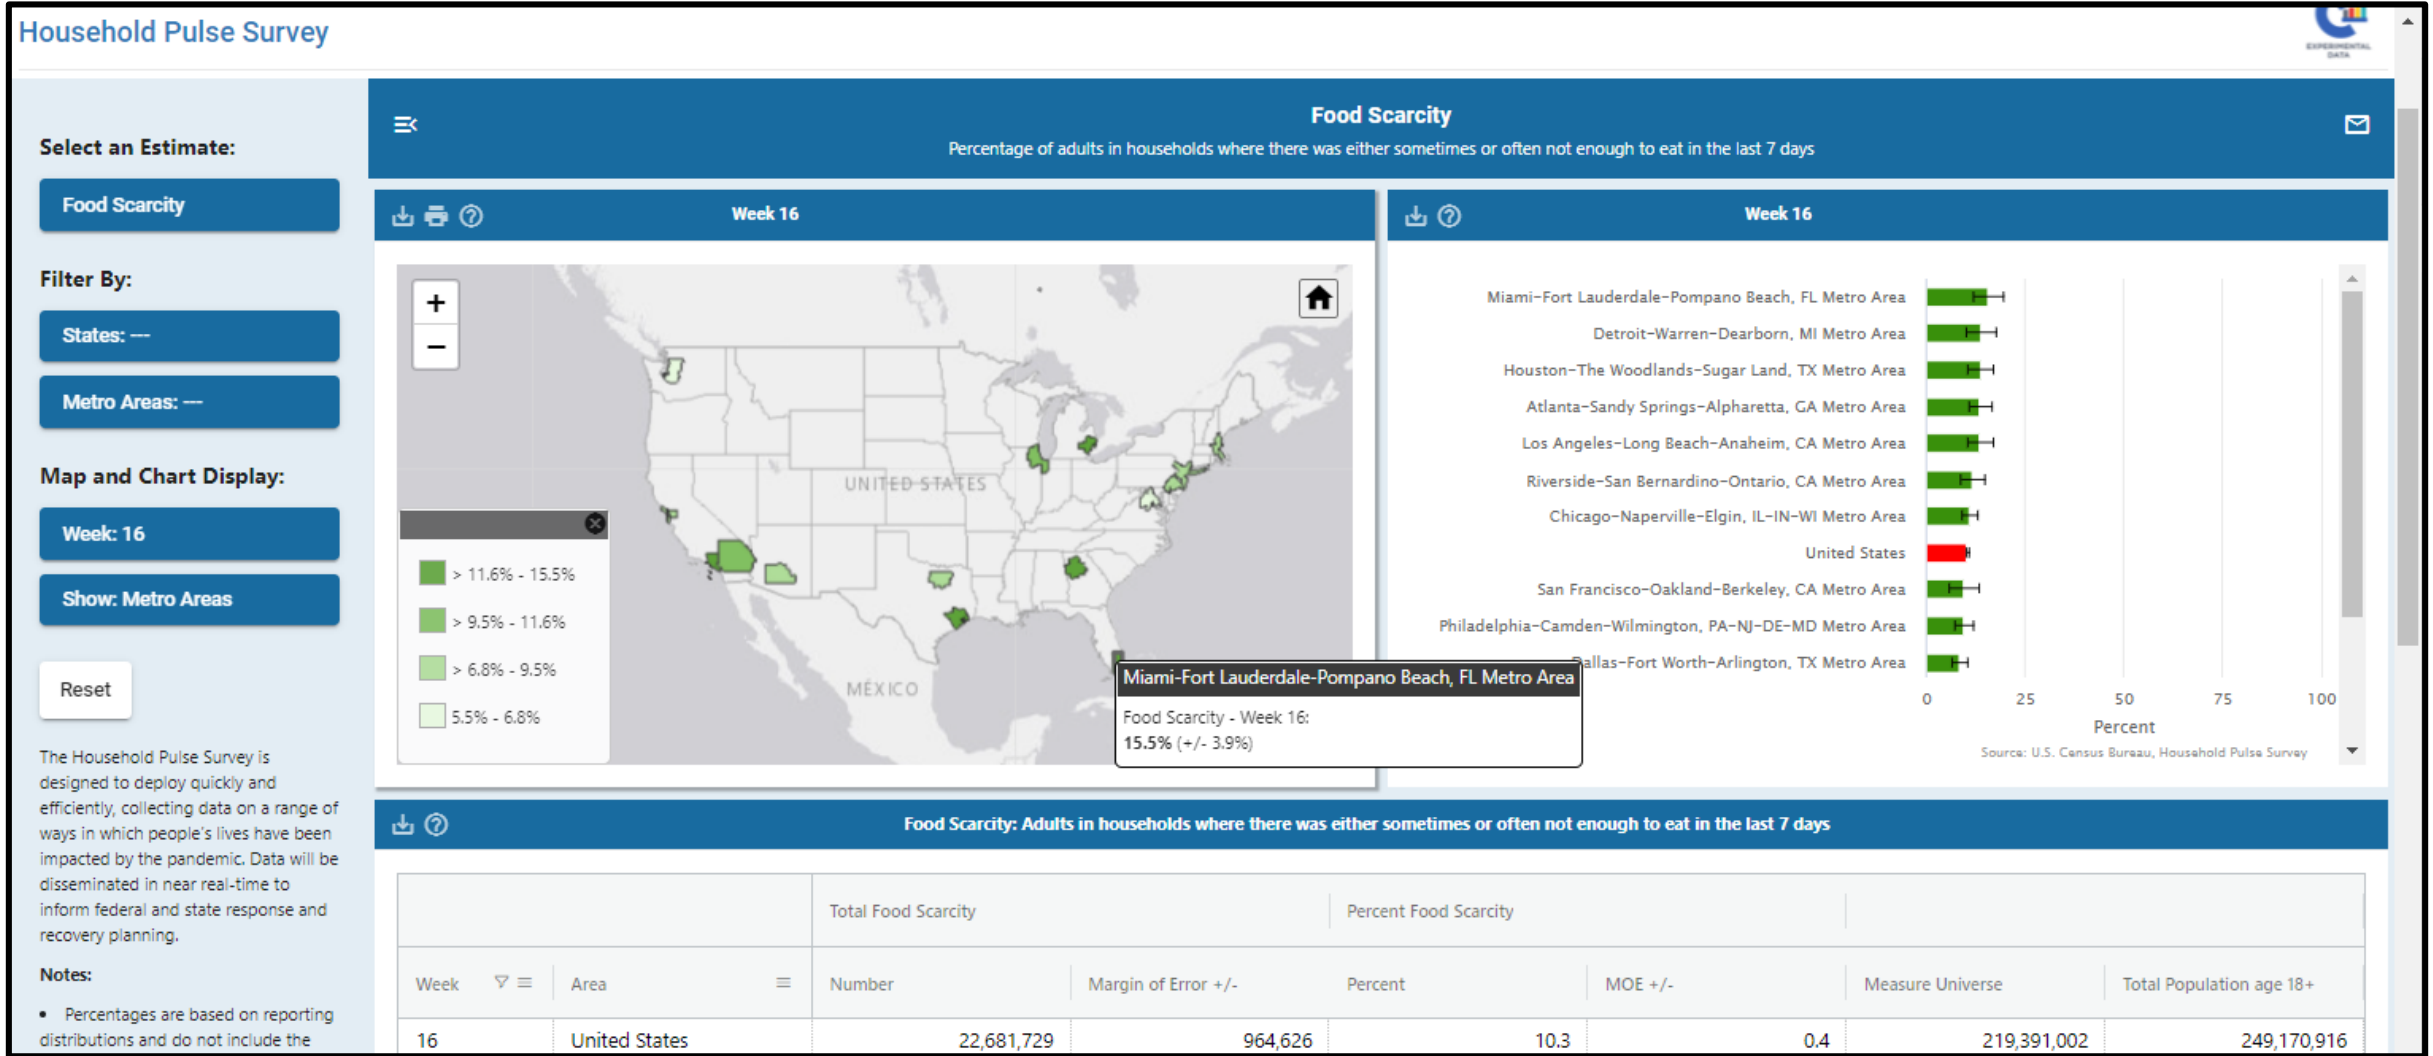 Household Pulse Survey
EXPERIMENTAL
DATA
Select an Estimate:
Food Scarcity
Filter By:
States: ---
Metro Areas: ---
Map and Chart Display:
Week: 16
Show: Metro Areas
Reset
The Household Pulse Survey is
designed to deploy quickly and
efficiently, collecting data on a range of
ways in which people's lives have been
impacted by the pandemic. Data will be
disseminated in near real-time to
inform federal and state response and
recovery planning.
Notes:
• Percentages are based on reporting
distributions and do not include the
Food Scarcity
Percentage of adults in households where there was either sometimes or often not enough to eat in the last 7 days
Week 16
+
−
UNITED STATES
MÉXICO
> 11.6% - 15.5%
> 9.5% - 11.6%
> 6.8% - 9.5%
5.5% - 6.8%
Miami-Fort Lauderdale-Pompano Beach, FL Metro Area
Food Scarcity - Week 16:
15.5% (+/- 3.9%)
Week 16
Miami-Fort Lauderdale-Pompano Beach, FL Metro Area
Detroit-Warren-Dearborn, MI Metro Area
Houston-The Woodlands-Sugar Land, TX Metro Area
Atlanta-Sandy Springs-Alpharetta, GA Metro Area
Los Angeles-Long Beach-Anaheim, CA Metro Area
Riverside-San Bernardino-Ontario, CA Metro Area
Chicago-Naperville-Elgin, IL-IN-WI Metro Area
United States
San Francisco-Oakland-Berkeley, CA Metro Area
Philadelphia-Camden-Wilmington, PA-NJ-DE-MD Metro Area
Dallas-Fort Worth-Arlington, TX Metro Area
0 25 50 75 100
Percent
Source: U.S. Census Bureau, Household Pulse Survey
Food Scarcity: Adults in households where there was either sometimes or often not enough to eat in the last 7 days
Total Food Scarcity Percent Food Scarcity
Week Area Number Margin of Error +/- Percent MOE +/- Measure Universe Total Population age 18+
16 United States 22,681,729 964,626 10.3 0.4 219,391,002 249,170,916